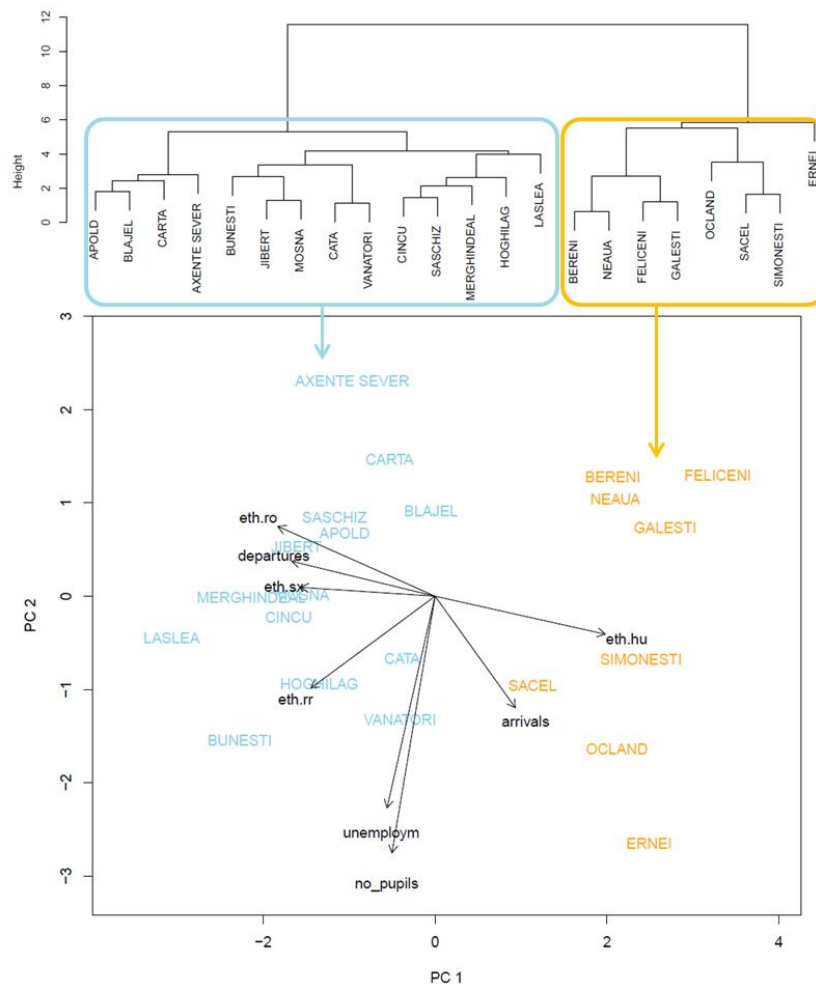 12
10
8
6
4
2
0
Height
APOLD
BLAJEL
CARTA
AXENTE SEVER
BUNESTI
JIBERT
MOSNA
CATA
VANATORI
CINCU
SASCHIZ
MERGHINDEAL
HOGHILAG
LASLEA
BERENI
NEAUA
FELICENI
GALESTI
OCLAND
SACEL
SIMONESTI
ERNEI
3
2
1
0
−1
−2
−3
PC 2
AXENTE SEVER
CARTA
BERENI
FELICENI
NEAUA
BLAJEL
eth.ro
SASCHIZ
APOLD
GALESTI
JIBERT
departures
eth.sx
MOSNA
MERGHINDEAL
CINCU
LASLEA
eth.hu
CATA
SIMONESTI
HOGHILAG
SACEL
eth.rr
VANATORI
arrivals
BUNESTI
OCLAND
unemploym
ERNEI
no_pupils
−2
0
2
4
PC 1